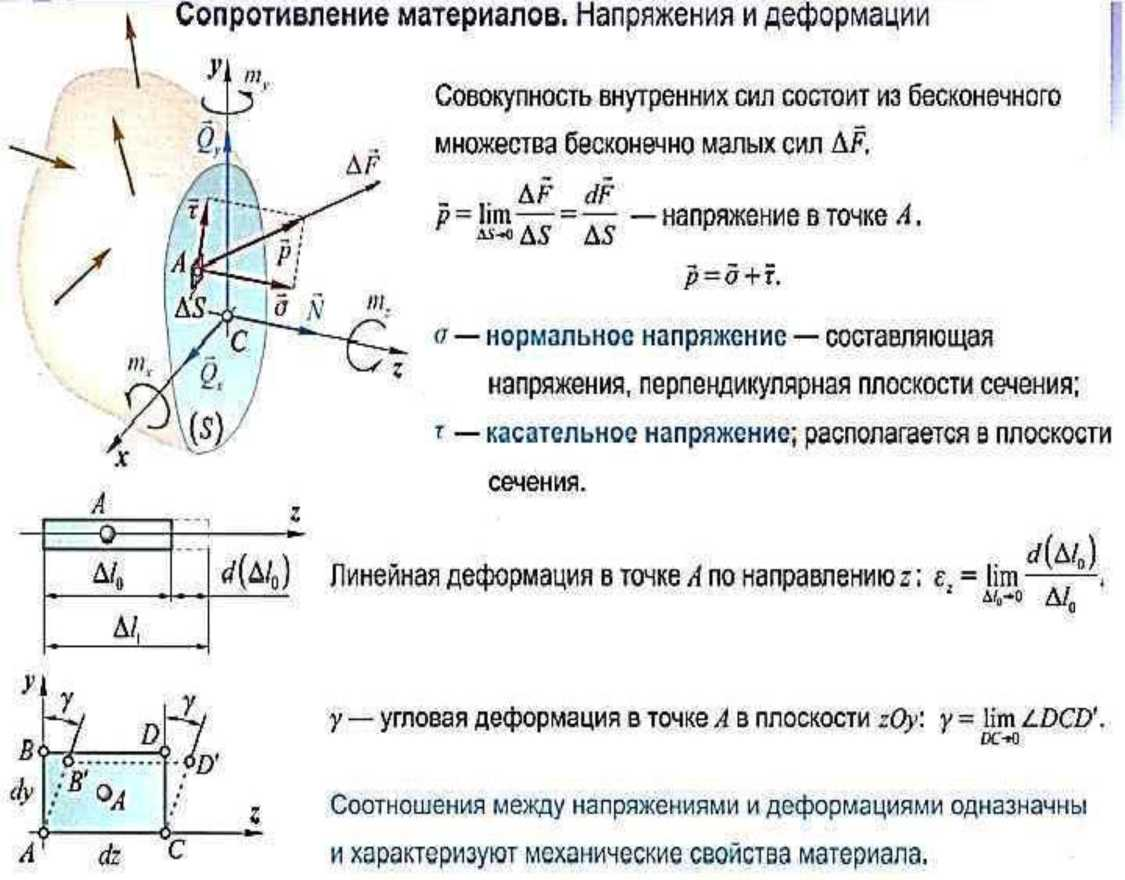 Сопротивление материалов. Напряжения и деформации
y
m_y
Q⃗_y
ΔF⃗
τ⃗
A
p⃗
ΔS
σ⃗
N⃗
m_z
C
z
m_x
Q⃗_x
(S)
x
Совокупность внутренних сил состоит из бесконечного
множества бесконечно малых сил ΔF⃗.
p⃗ = lim_{ΔS→0} ΔF⃗/ΔS = dF⃗/ΔS — напряжение в точке A.
p⃗ = σ⃗ + τ⃗.
σ — нормальное напряжение — составляющая
напряжения, перпендикулярная плоскости сечения;
τ — касательное напряжение; располагается в плоскости
сечения.
A
z
Δl₀
d(Δl₀)
Δl₁
Линейная деформация в точке A по направлению z: ε_z = lim_{Δl₀→0} d(Δl₀)/Δl₀.
y
γ
γ
B
D
B′
D′
dy
A
z
A
dz
C
γ — угловая деформация в точке A в плоскости zOy: γ = lim_{DC→0} ∠DCD′.
Соотношения между напряжениями и деформациями однозначны
и характеризуют механические свойства материала.